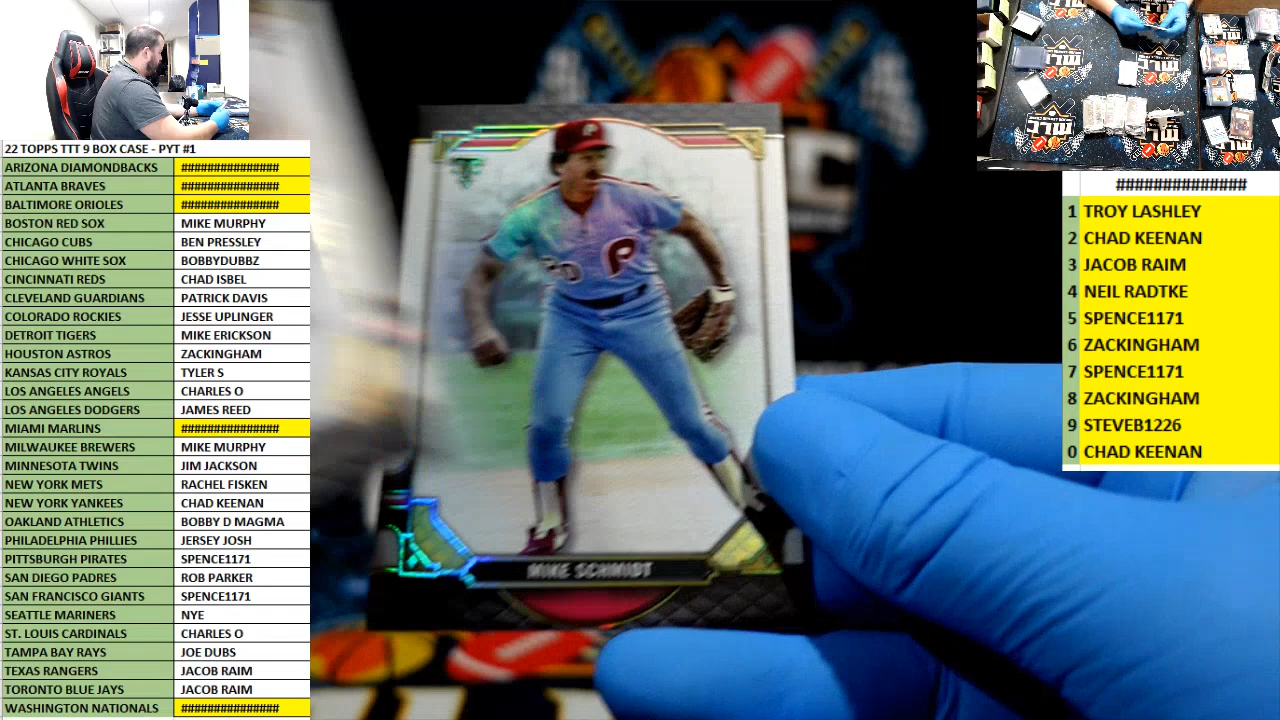 22 TOPPS TTT 9 BOX CASE - PYT #1
ARIZONA DIAMONDBACKS ###############
ATLANTA BRAVES ###############
BALTIMORE ORIOLES ###############
BOSTON RED SOX MIKE MURPHY
CHICAGO CUBS BEN PRESSLEY
CHICAGO WHITE SOX BOBBYDUBBZ
CINCINNATI REDS CHAD ISBEL
CLEVELAND GUARDIANS PATRICK DAVIS
COLORADO ROCKIES JESSE UPLINGER
DETROIT TIGERS MIKE ERICKSON
HOUSTON ASTROS ZACKINGHAM
KANSAS CITY ROYALS TYLER S
LOS ANGELES ANGELS CHARLES O
LOS ANGELES DODGERS JAMES REED
MIAMI MARLINS ###############
MILWAUKEE BREWERS MIKE MURPHY
MINNESOTA TWINS JIM JACKSON
NEW YORK METS RACHEL FISKEN
NEW YORK YANKEES CHAD KEENAN
OAKLAND ATHLETICS BOBBY D MAGMA
PHILADELPHIA PHILLIES JERSEY JOSH
PITTSBURGH PIRATES SPENCE1171
SAN DIEGO PADRES ROB PARKER
SAN FRANCISCO GIANTS SPENCE1171
SEATTLE MARINERS NYE
ST. LOUIS CARDINALS CHARLES O
TAMPA BAY RAYS JOE DUBS
TEXAS RANGERS JACOB RAIM
TORONTO BLUE JAYS JACOB RAIM
WASHINGTON NATIONALS ###############
P
MIKE SCHMIDT
###############
1 TROY LASHLEY
2 CHAD KEENAN
3 JACOB RAIM
4 NEIL RADTKE
5 SPENCE1171
6 ZACKINGHAM
7 SPENCE1171
8 ZACKINGHAM
9 STEVEB1226
0 CHAD KEENAN